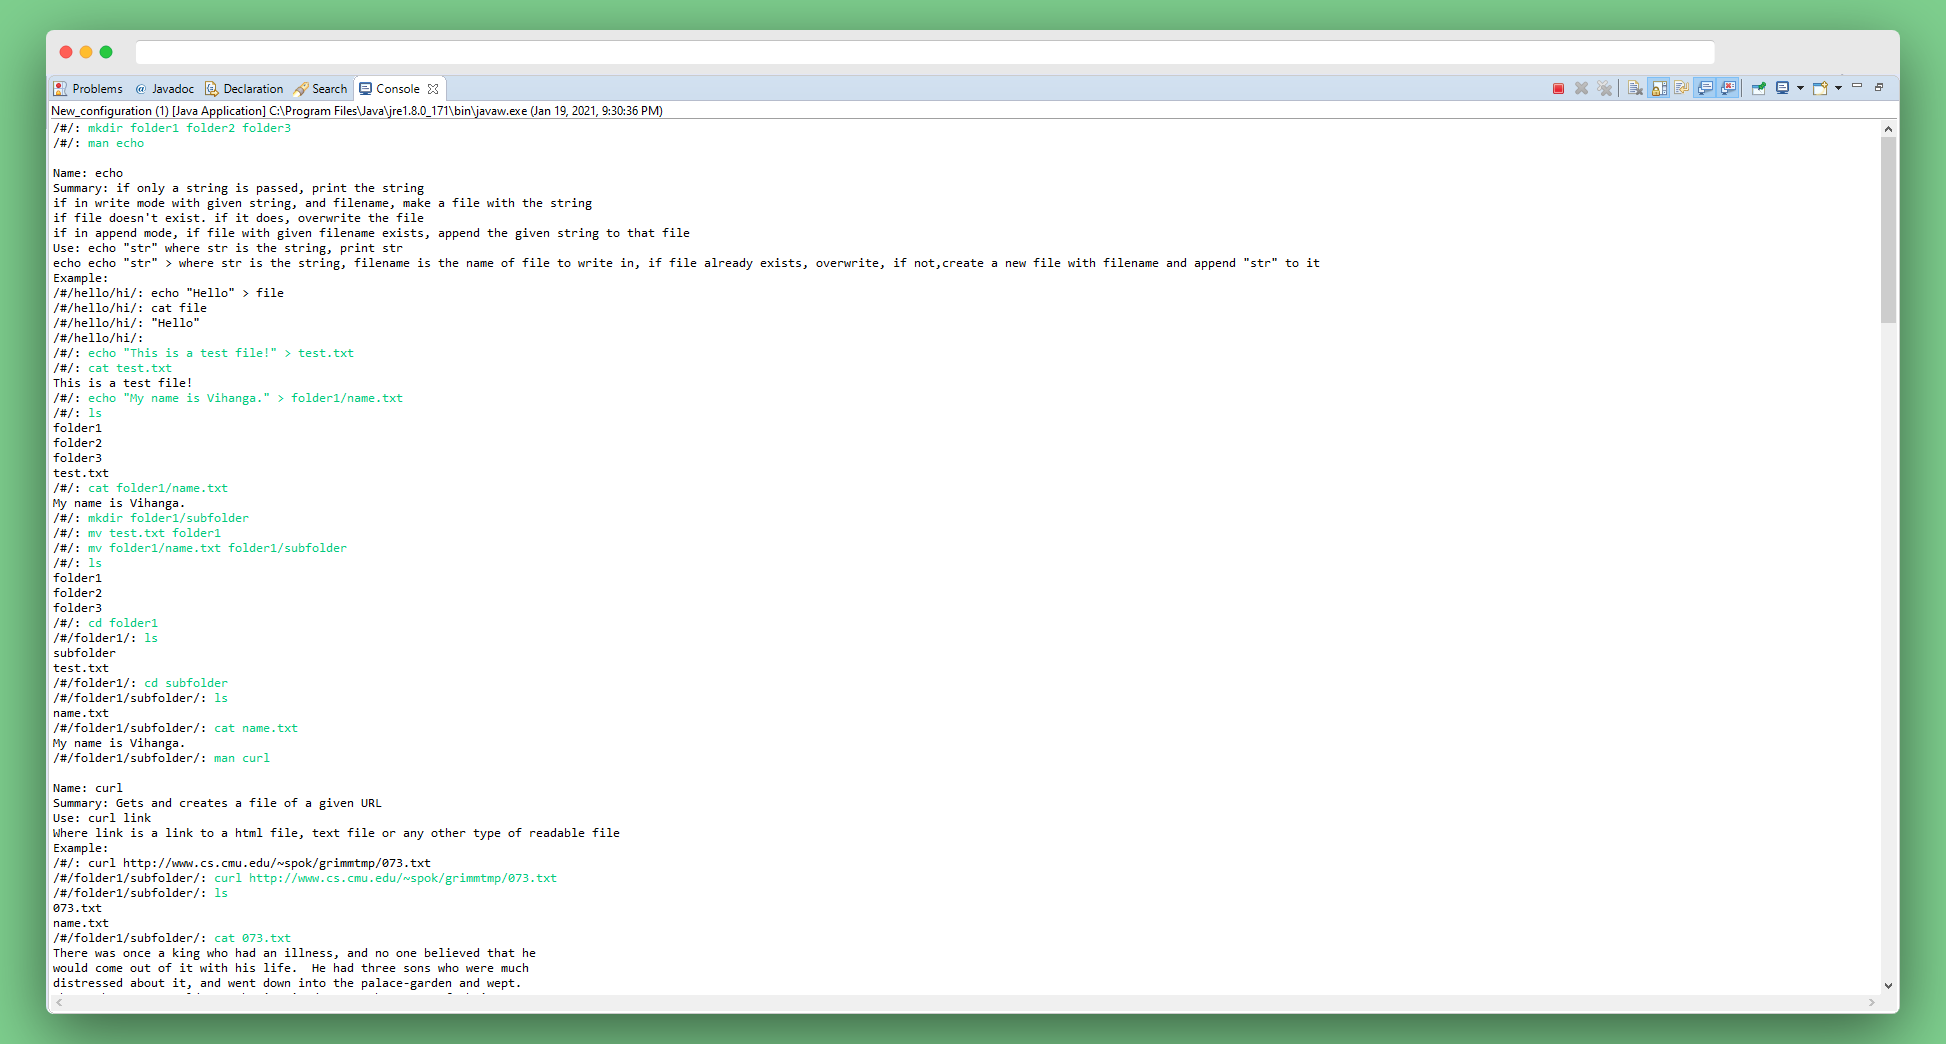 Problems @ Javadoc Declaration Search Console
New_configuration (1) [Java Application] C:\Program Files\Java\jre1.8.0_171\bin\javaw.exe (Jan 19, 2021, 9:30:36 PM)
/#/: mkdir folder1 folder2 folder3
/#/: man echo
Name: echo
Summary: if only a string is passed, print the string
if in write mode with given string, and filename, make a file with the string
if file doesn't exist. if it does, overwrite the file
if in append mode, if file with given filename exists, append the given string to that file
Use: echo "str" where str is the string, print str
echo echo "str" > where str is the string, filename is the name of file to write in, if file already exists, overwrite, if not,create a new file with filename and append "str" to it
Example:
/#/hello/hi/: echo "Hello" > file
/#/hello/hi/: cat file
/#/hello/hi/: "Hello"
/#/hello/hi/:
/#/: echo "This is a test file!" > test.txt
/#/: cat test.txt
This is a test file!
/#/: echo "My name is Vihanga." > folder1/name.txt
/#/: ls
folder1
folder2
folder3
test.txt
/#/: cat folder1/name.txt
My name is Vihanga.
/#/: mkdir folder1/subfolder
/#/: mv test.txt folder1
/#/: mv folder1/name.txt folder1/subfolder
/#/: ls
folder1
folder2
folder3
/#/: cd folder1
/#/folder1/: ls
subfolder
test.txt
/#/folder1/: cd subfolder
/#/folder1/subfolder/: ls
name.txt
/#/folder1/subfolder/: cat name.txt
My name is Vihanga.
/#/folder1/subfolder/: man curl
Name: curl
Summary: Gets and creates a file of a given URL
Use: curl link
Where link is a link to a html file, text file or any other type of readable file
Example:
/#/: curl http://www.cs.cmu.edu/~spok/grimmtmp/073.txt
/#/folder1/subfolder/: curl http://www.cs.cmu.edu/~spok/grimmtmp/073.txt
/#/folder1/subfolder/: ls
073.txt
name.txt
/#/folder1/subfolder/: cat 073.txt
There was once a king who had an illness, and no one believed that he
would come out of it with his life.  He had three sons who were much
distressed about it, and went down into the palace-garden and wept.